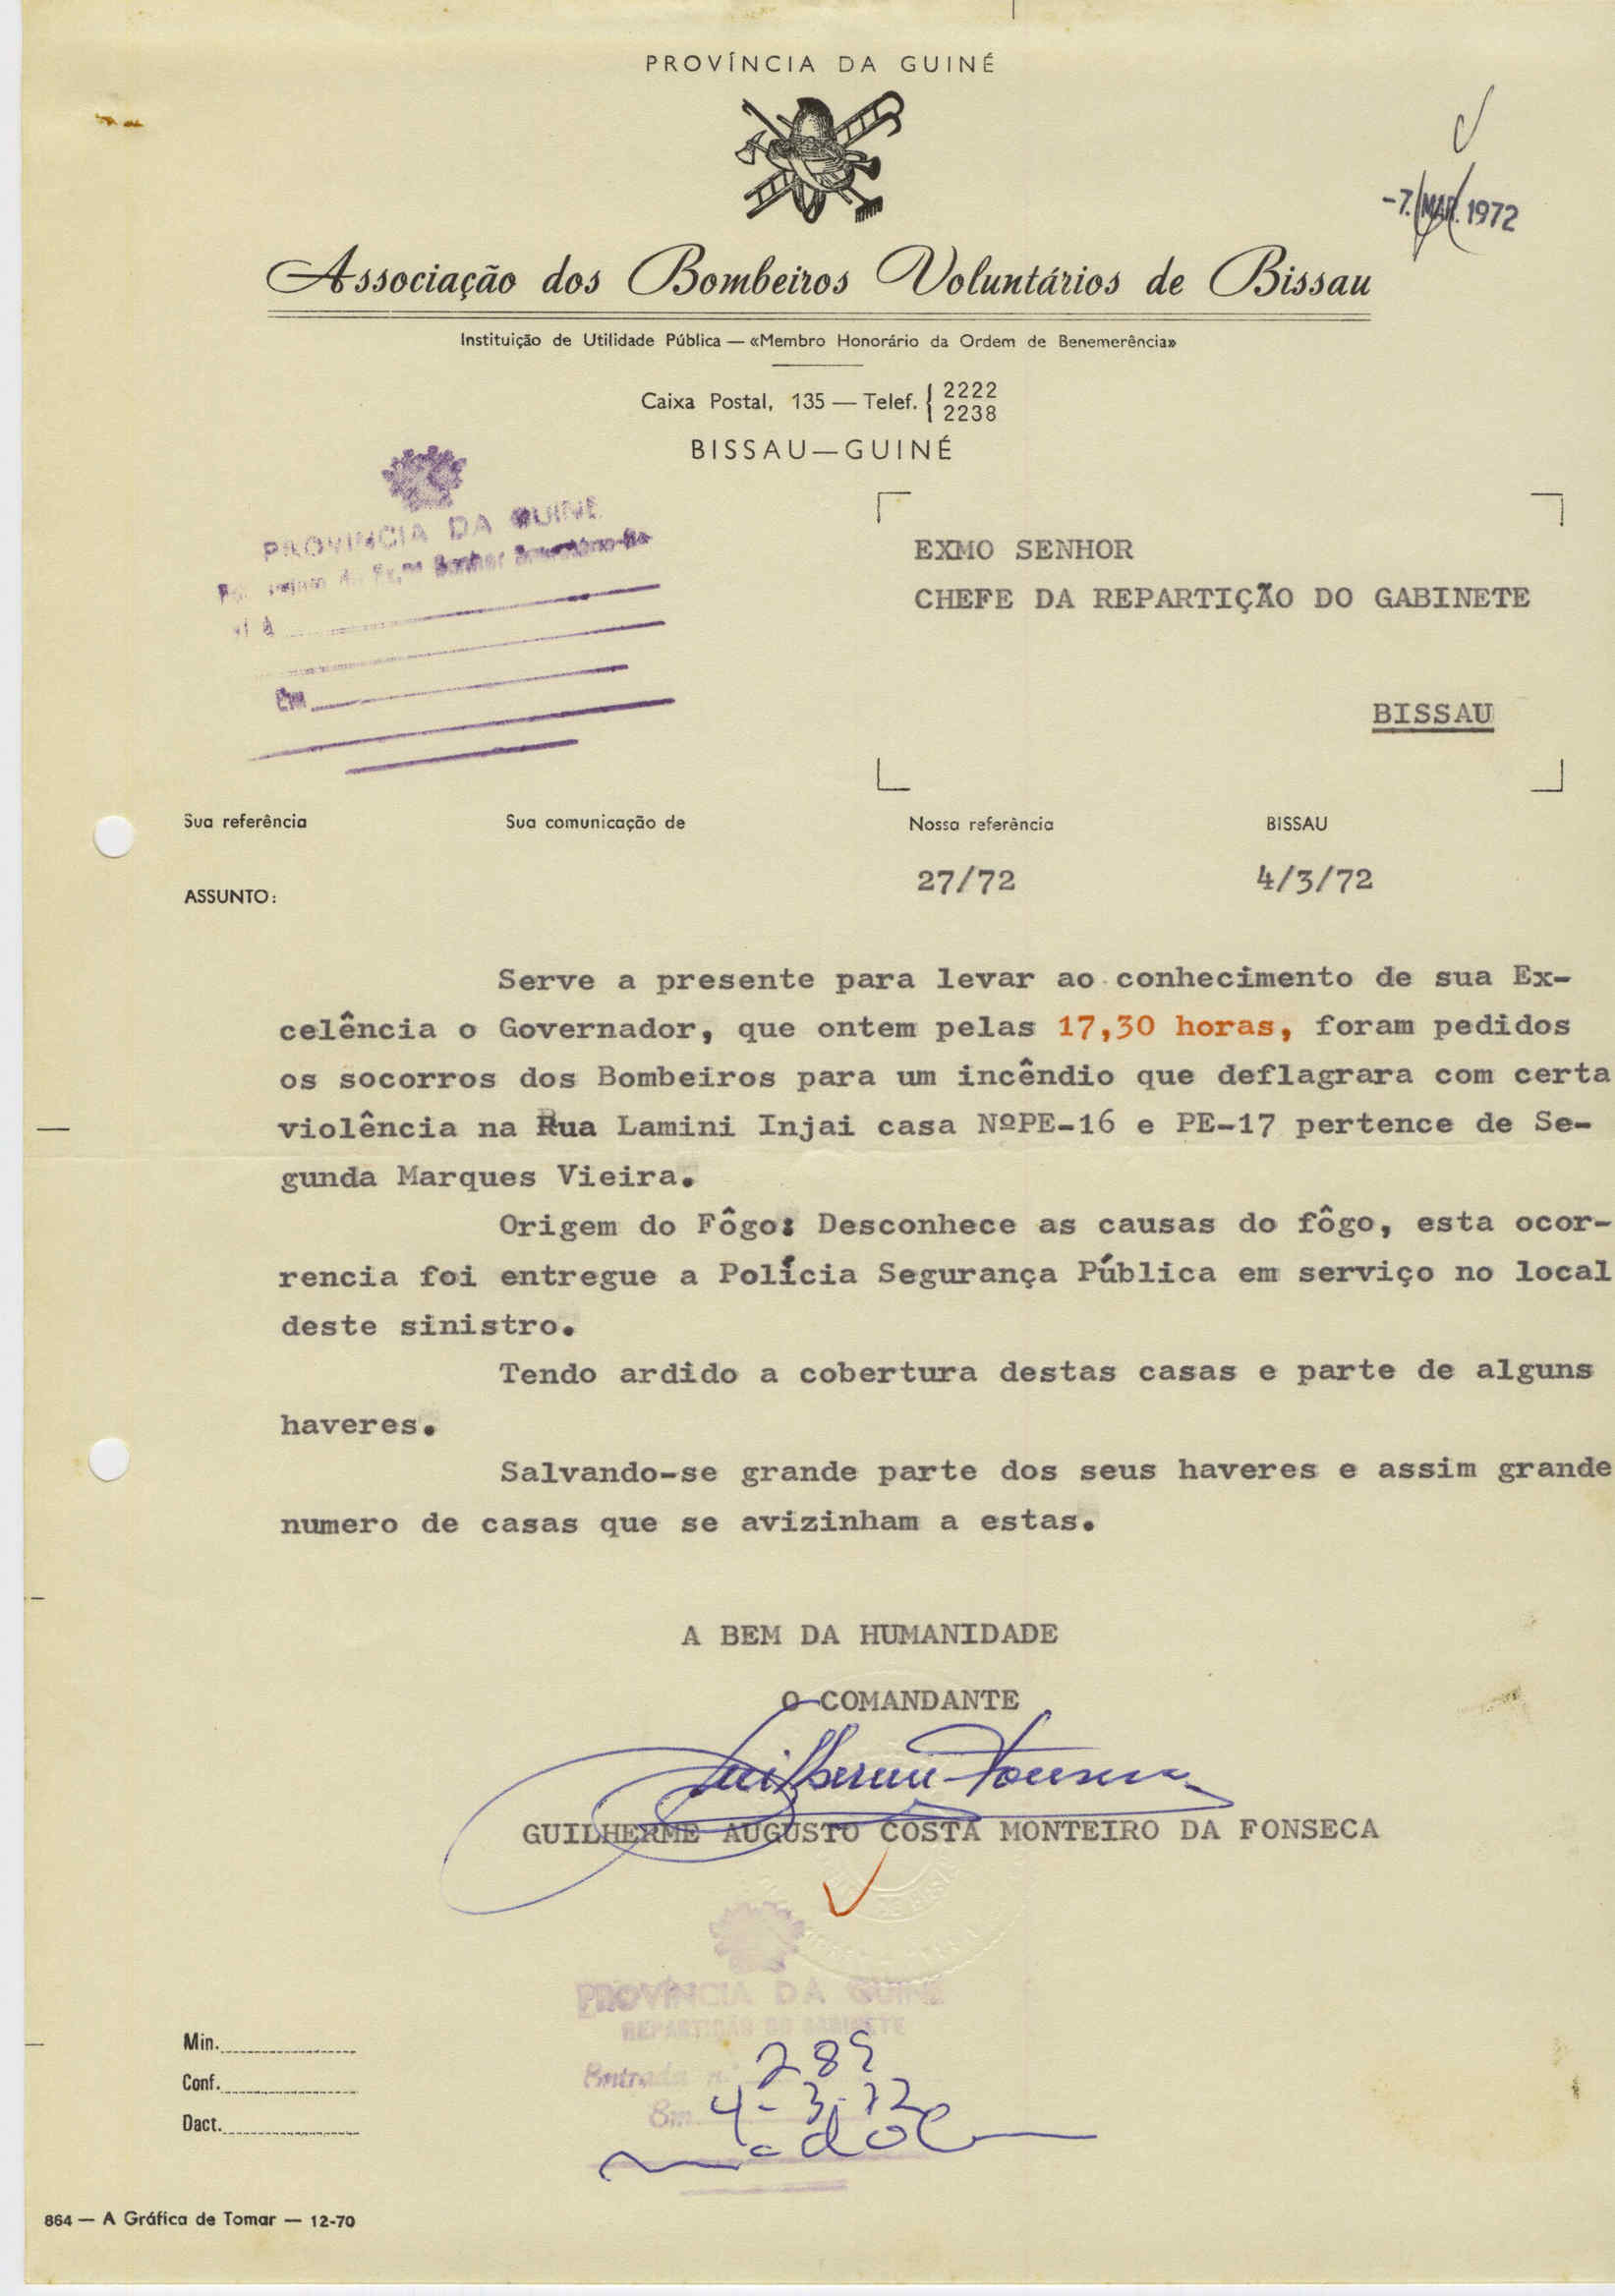 PROVÍNCIA DA GUINÉ
-7. MAR. 1972
Associação dos Bombeiros Voluntários de Bissau
Instituição de Utilidade Pública — «Membro Honorário da Ordem de Benemerência»
Caixa Postal, 135 — Telef. { 2222
2238
BISSAU—GUINÉ
PROVINCIA DA GUINÉ
Em
EXMO SENHOR
CHEFE DA REPARTIÇÃO DO GABINETE
BISSAU
Sua referência Sua comunicação de Nossa referência BISSAU
27/72 4/3/72
ASSUNTO:
Serve a presente para levar ao conhecimento de sua Ex-
celência o Governador, que ontem pelas 17,30 horas, foram pedidos
os socorros dos Bombeiros para um incêndio que deflagrara com certa
violência na Rua Lamini Injai casa NºPE-16 e PE-17 pertence de Se-
gunda Marques Vieira.
Origem do Fôgo: Desconhece as causas do fôgo, esta ocor-
rencia foi entregue a Polícia Segurança Pública em serviço no local
deste sinistro.
Tendo ardido a cobertura destas casas e parte de alguns
haveres.
Salvando-se grande parte dos seus haveres e assim grande
numero de casas que se avizinham a estas.
A BEM DA HUMANIDADE
O COMANDANTE
Guilherme Fonseca
GUILHERME AUGUSTO COSTA MONTEIRO DA FONSECA
PROVÍNCIA DA GUINÉ
REPARTIÇÃO DO GABINETE
Entrada n.º 289
Em 4-3-72
Min.
Conf.
Dact.
864 — A Gráfica de Tomar — 12-70